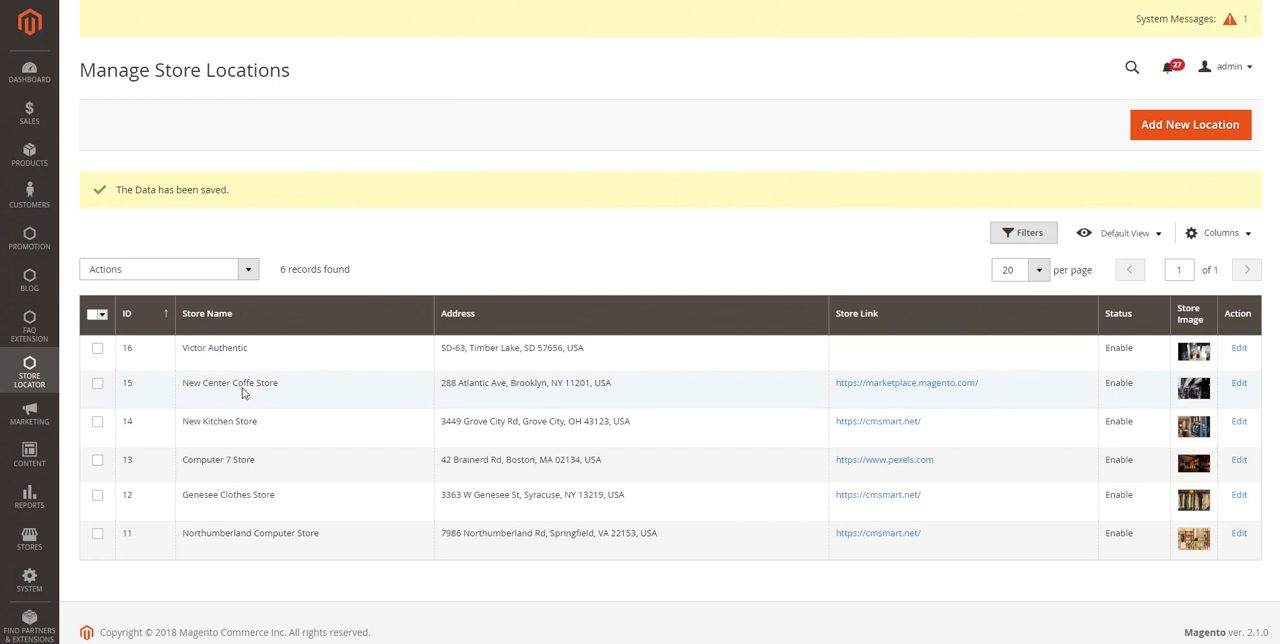 System Messages: 1
Manage Store Locations
27
admin
Add New Location
The Data has been saved.
Filters
Default View
Columns
Actions
6 records found
20
per page
1
of 1
ID ↑ Store Name Address Store Link Status Store Image Action
16 Victor Authentic SD-63, Timber Lake, SD 57656, USA Enable Edit
15 New Center Coffe Store 288 Atlantic Ave, Brooklyn, NY 11201, USA https://marketplace.magento.com/ Enable Edit
14 New Kitchen Store 3449 Grove City Rd, Grove City, OH 43123, USA https://cmsmart.net/ Enable Edit
13 Computer 7 Store 42 Brainerd Rd, Boston, MA 02134, USA https://www.pexels.com Enable Edit
12 Genesee Clothes Store 3363 W Genesee St, Syracuse, NY 13219, USA https://cmsmart.net/ Enable Edit
11 Northumberland Computer Store 7986 Northumberland Rd, Springfield, VA 22153, USA https://cmsmart.net/ Enable Edit
DASHBOARD
SALES
PRODUCTS
CUSTOMERS
PROMOTION
BLOG
FAQ
EXTENSION
STORE
LOCATOR
MARKETING
CONTENT
REPORTS
STORES
SYSTEM
FIND PARTNERS
& EXTENSIONS
Copyright © 2018 Magento Commerce Inc. All rights reserved.
Magento ver. 2.1.0